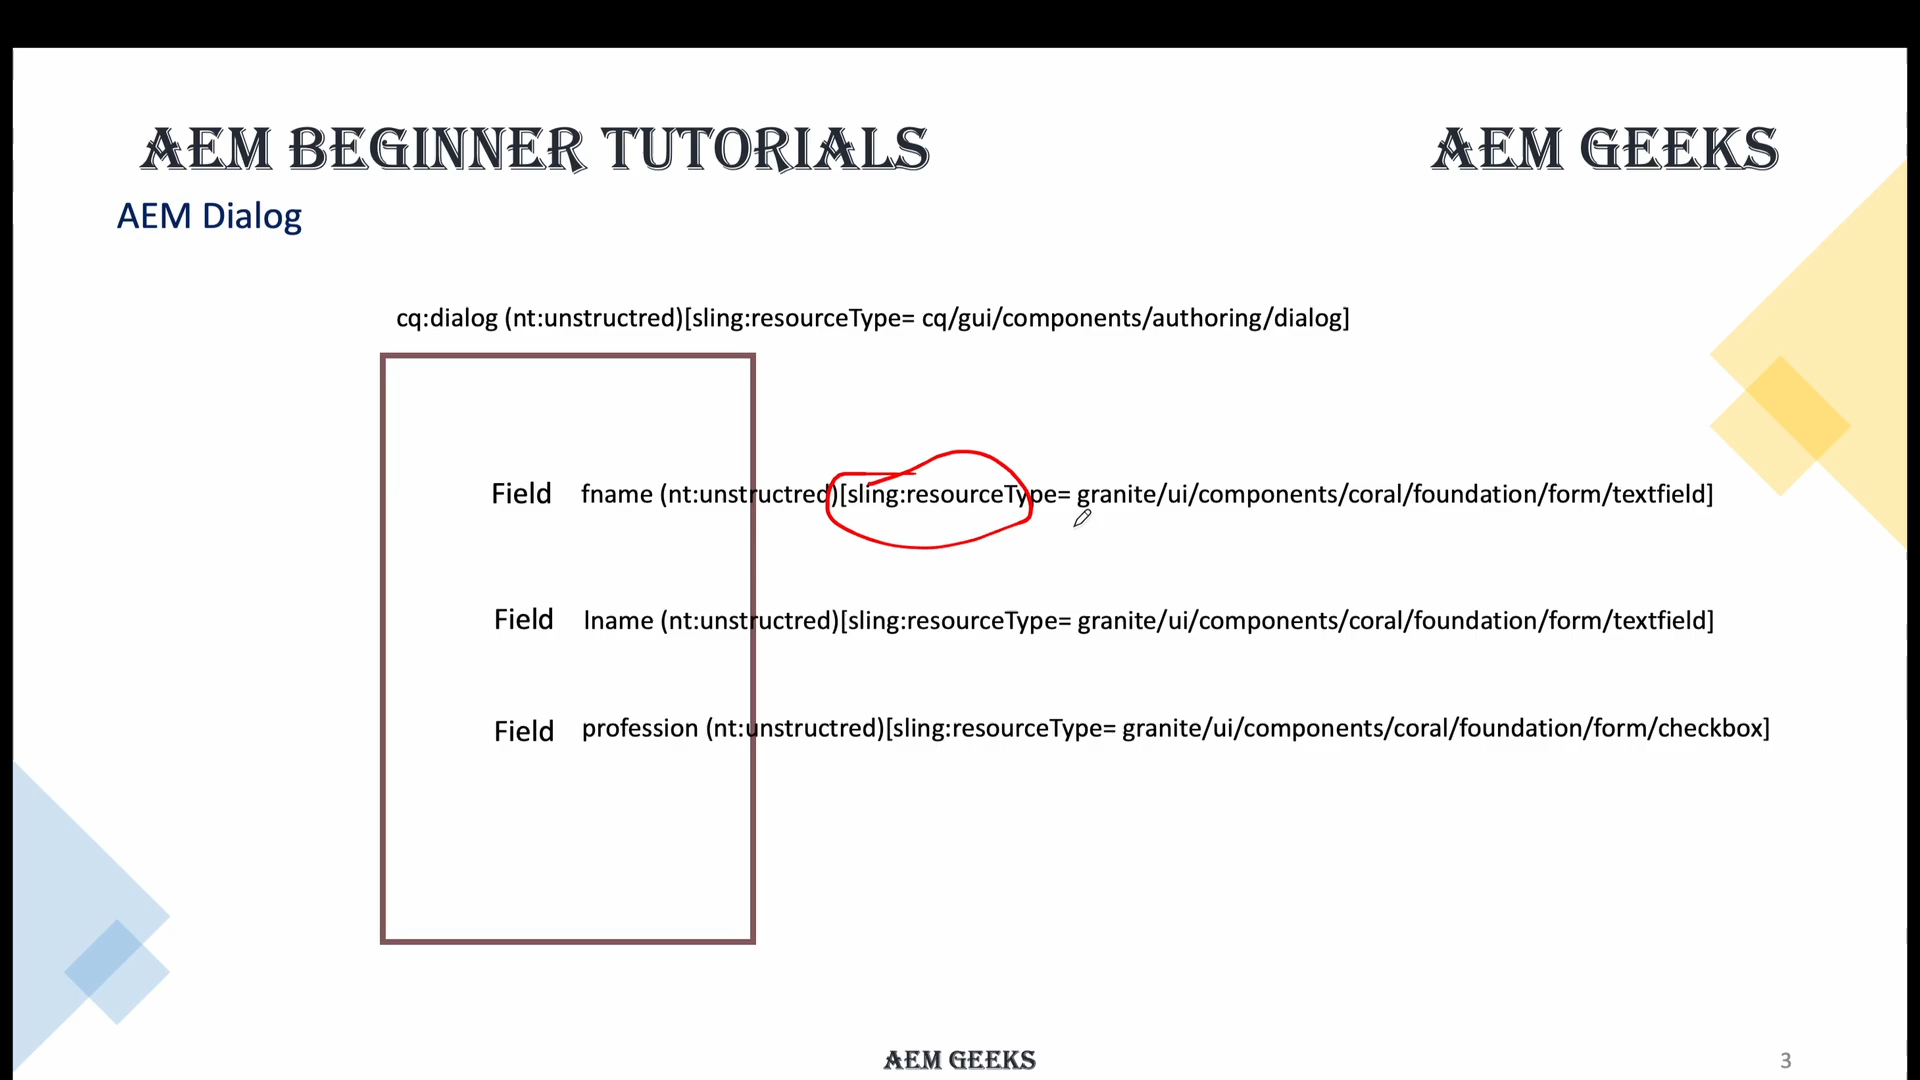 AEM BEGINNER TUTORIALS AEM GEEKS
AEM Dialog
cq:dialog (nt:unstructred)[sling:resourceType= cq/gui/components/authoring/dialog]
Field fname (nt:unstructred)[sling:resourceType= granite/ui/components/coral/foundation/form/textfield]
Field lname (nt:unstructred)[sling:resourceType= granite/ui/components/coral/foundation/form/textfield]
Field profession (nt:unstructred)[sling:resourceType= granite/ui/components/coral/foundation/form/checkbox]
AEM GEEKS 3